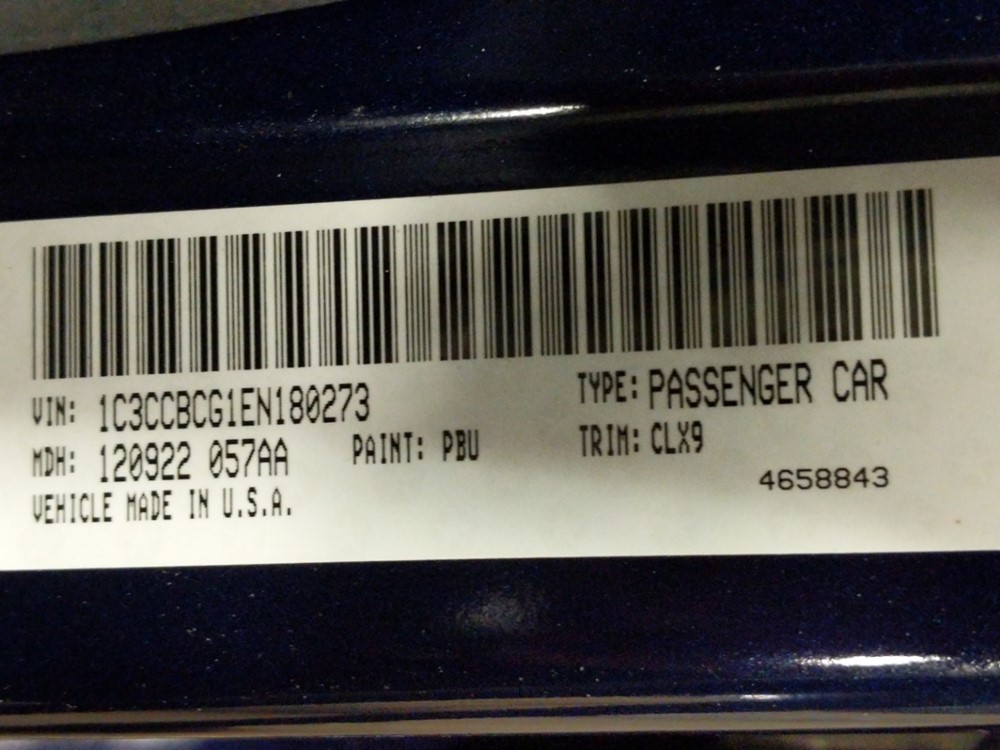 VIN: 1C3CCBCG1EN180273 TYPE: PASSENGER CAR
MDH: 120922 057AA PAINT: PBU TRIM: CLX9
VEHICLE MADE IN U.S.A. 4658843